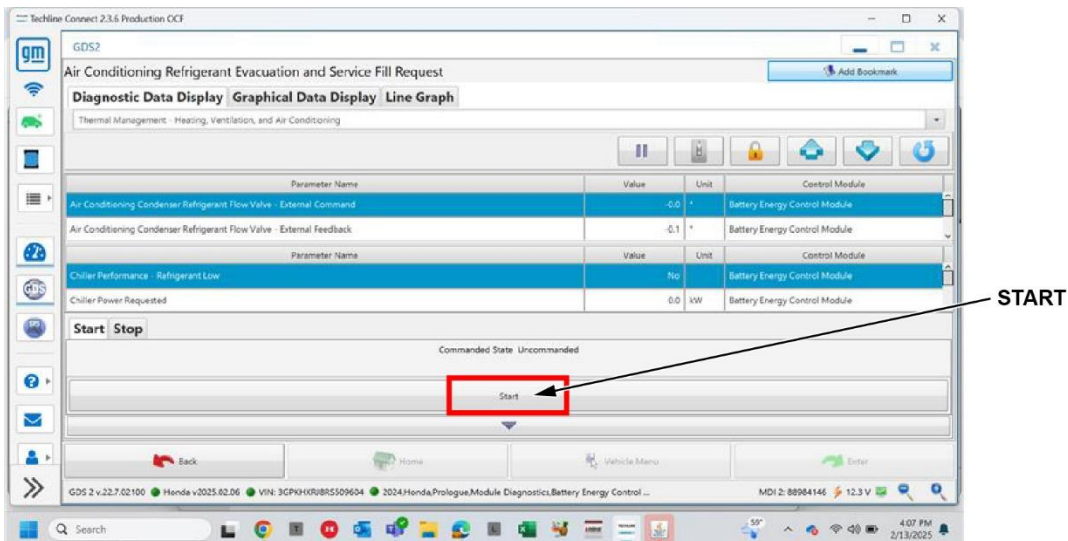 Techline Connect 2.3.6 Production OCF
gm
GDS2
Air Conditioning Refrigerant Evacuation and Service Fill Request
Add Bookmark
Diagnostic Data Display Graphical Data Display Line Graph
Thermal Management - Heating, Ventilation, and Air Conditioning
Parameter Name Value Unit Control Module
Air Conditioning Condenser Refrigerant Flow Valve - External Command -0.0 ° Battery Energy Control Module
Air Conditioning Condenser Refrigerant Flow Valve - External Feedback -0.1 ° Battery Energy Control Module
Parameter Name Value Unit Control Module
Chiller Performance - Refrigerant Low No Battery Energy Control Module
Chiller Power Requested 0.0 kW Battery Energy Control Module
START
Start Stop
Commanded State Uncommanded
Start
Back Home Vehicle Menu Enter
GDS 2 v.22.7.02100 Honda v2025.02.06 VIN: 3GPKHXRJ8RS509604 2024,Honda,Prologue,Module Diagnostics,Battery Energy Control ... MDI 2: 88984146 12.3 V
Search 59° 4:07 PM
2/13/2025